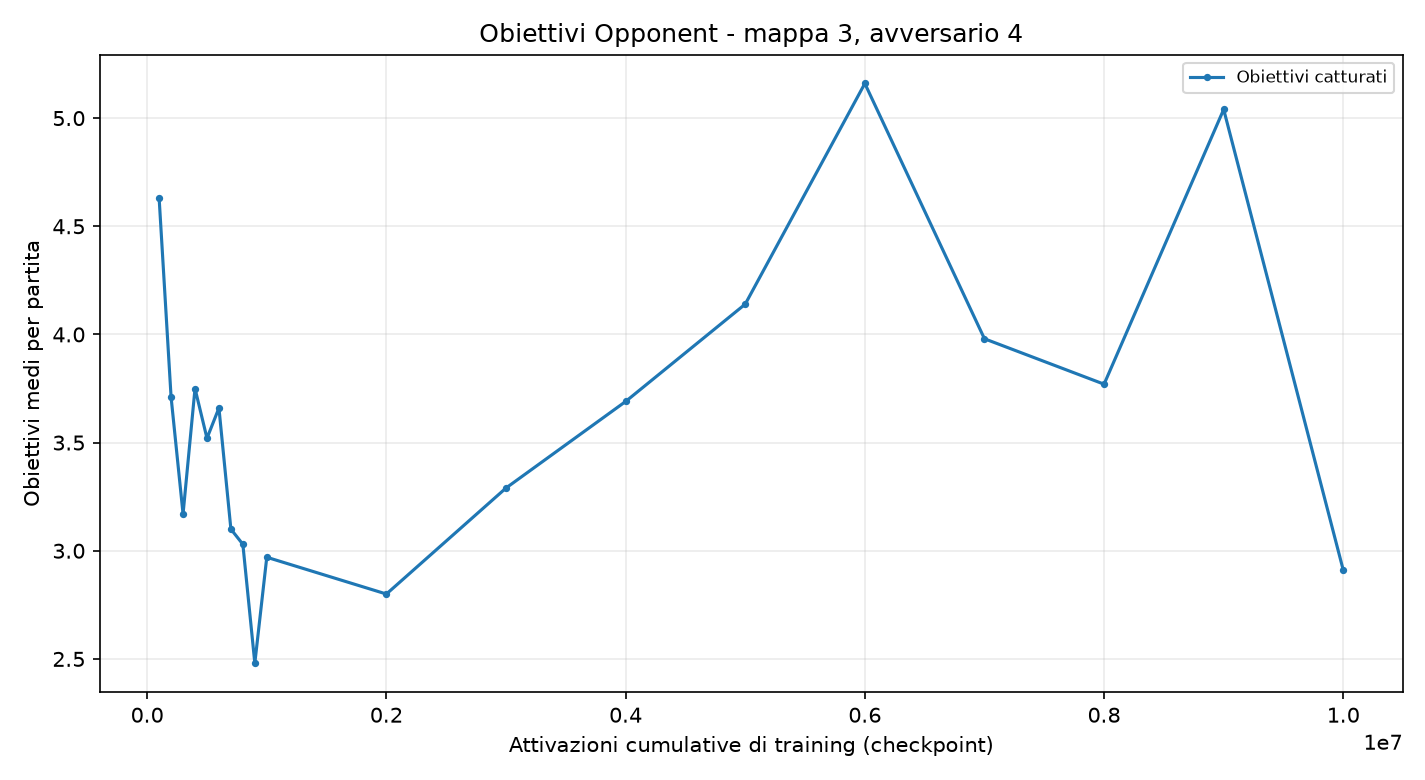 Obiettivi Opponent - mappa 3, avversario 4
Obiettivi catturati
Obiettivi medi per partita
5.0
4.5
4.0
3.5
3.0
2.5
0.0 0.2 0.4 0.6 0.8 1.0
1e7
Attivazioni cumulative di training (checkpoint)